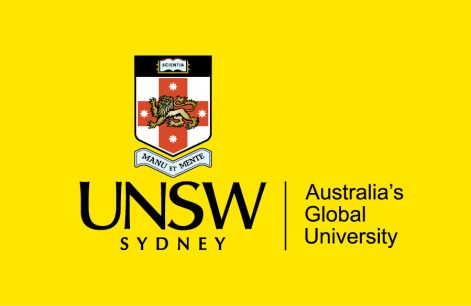 SCIENTIA
MANU ET MENTE
UNSW
SYDNEY
Australia's
Global
University